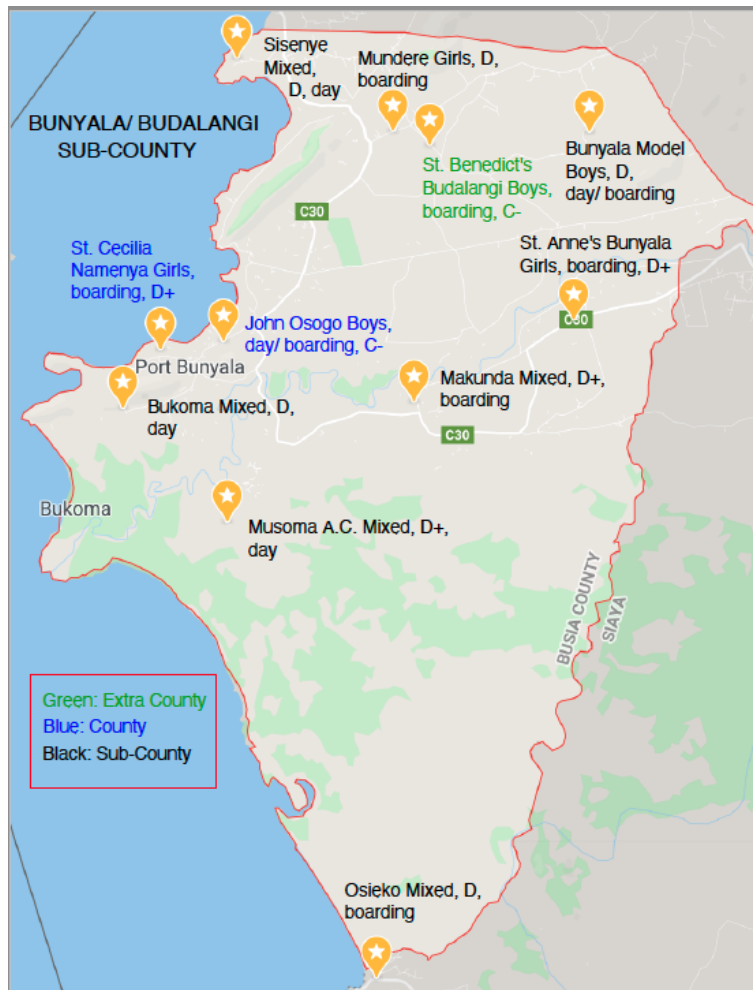 Sisenye
Mixed,
D, day
Mundere Girls, D,
boarding
BUNYALA/ BUDALANGI
SUB-COUNTY
St. Benedict's
Budalangi Boys,
boarding, C-
Bunyala Model
Boys, D,
day/ boarding
C30
St. Cecilia
Namenya Girls,
boarding, D+
St. Anne's Bunyala
Girls, boarding, D+
C30
John Osogo Boys,
day/ boarding, C-
Port Bunyala
Makunda Mixed, D+,
boarding
Bukoma Mixed, D,
day
C30
Bukoma
Musoma A.C. Mixed, D+,
day
BUSIA COUNTY
SIAYA
Green: Extra County
Blue: County
Black: Sub-County
Osieko Mixed, D,
boarding